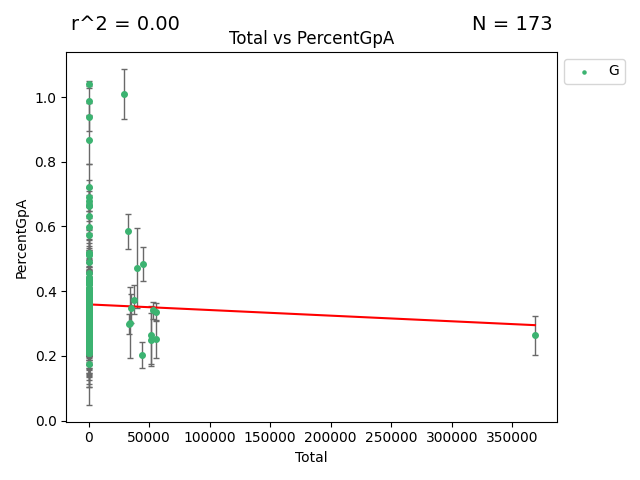 r^2 = 0.00
N = 173
Total vs PercentGpA
G
PercentGpA
1.0
0.8
0.6
0.4
0.2
0.0
0
50000
100000
150000
200000
250000
300000
350000
Total